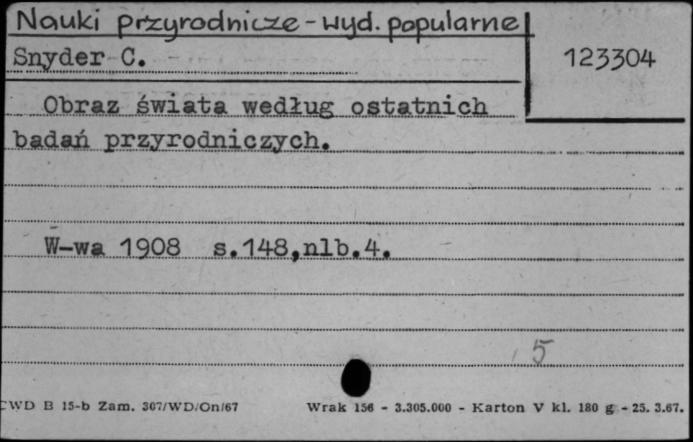 Nauki przyrodnicze - wyd. popularne
Snyder C.
123304
Obraz świata według ostatnich
badań przyrodniczych.
W-wa 1908 s.148,nlb.4.
5
CWD B 15-b Zam. 307/WD/On/67 Wrak 156 - 3.305.000 - Karton V kl. 180 g - 25. 3.67.